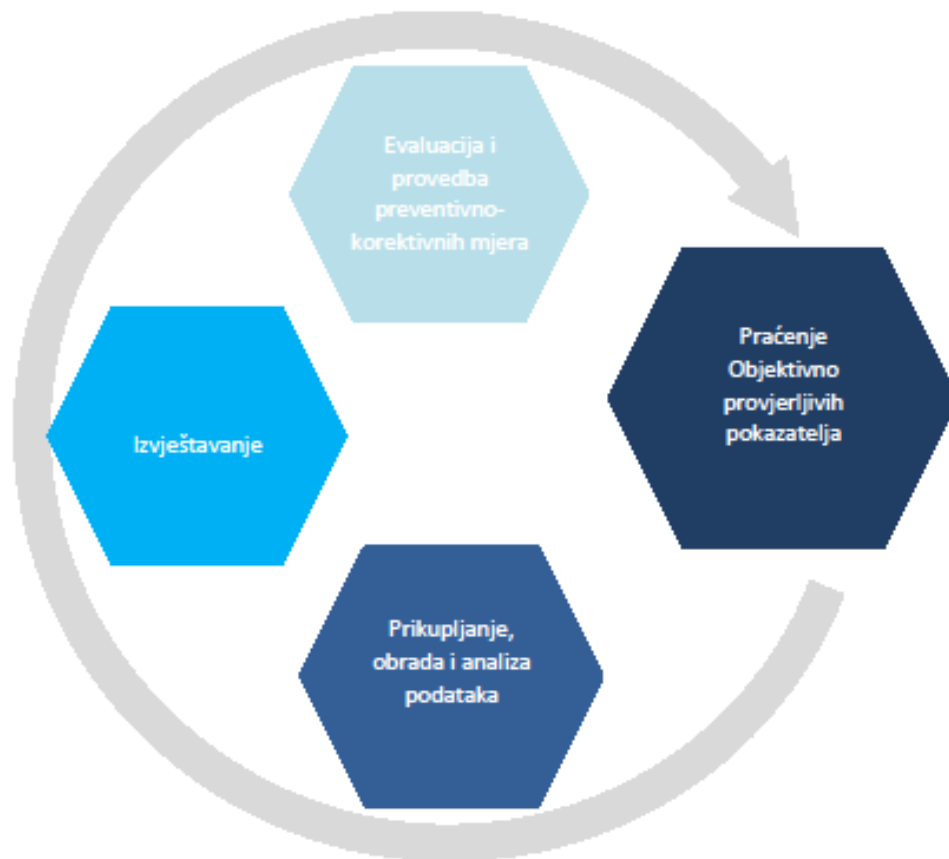 Evaluacija i
provedba
preventivno-
korektivnih mjera
Praćenje
Objektivno
provjerljivih
pokazatelja
Izvještavanje
Prikupljanje,
obrada i analiza
podataka